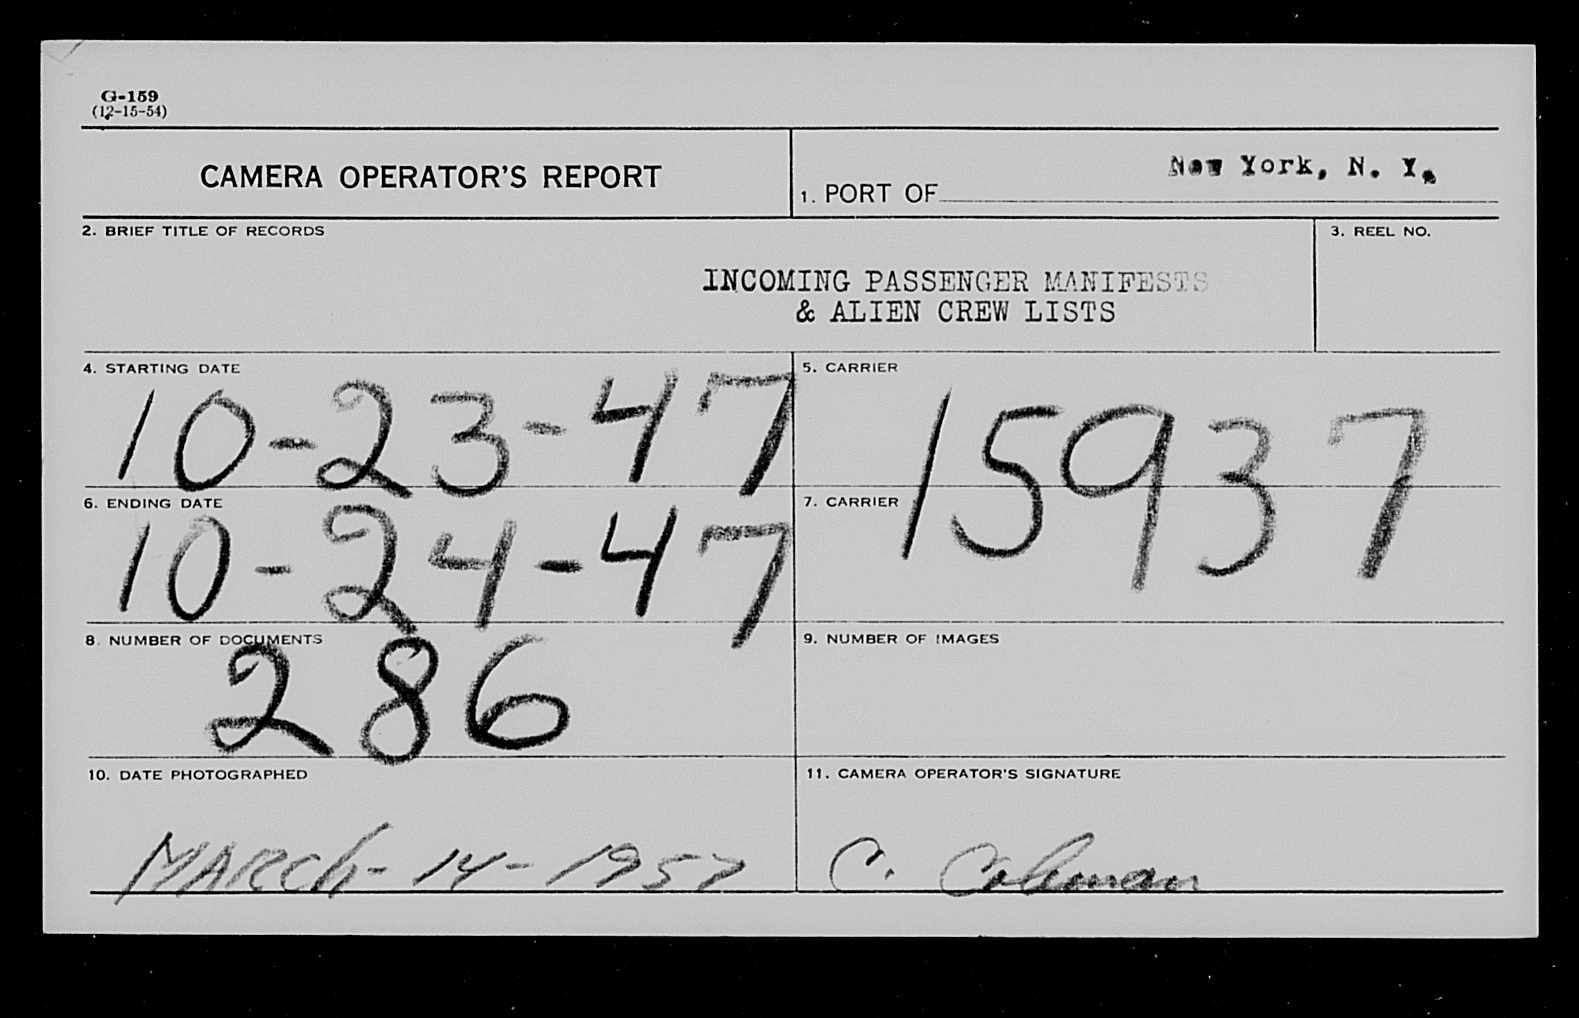 G-159
(12-15-54)
CAMERA OPERATOR'S REPORT
1. PORT OF New York, N. Y.
2. BRIEF TITLE OF RECORDS
INCOMING PASSENGER MANIFESTS
& ALIEN CREW LISTS
3. REEL NO.
4. STARTING DATE
10-23-47
5. CARRIER
15937
6. ENDING DATE
10-24-47
7. CARRIER
8. NUMBER OF DOCUMENTS
286
9. NUMBER OF IMAGES
10. DATE PHOTOGRAPHED
MARCh-14-1957
11. CAMERA OPERATOR'S SIGNATURE
C. Coleman